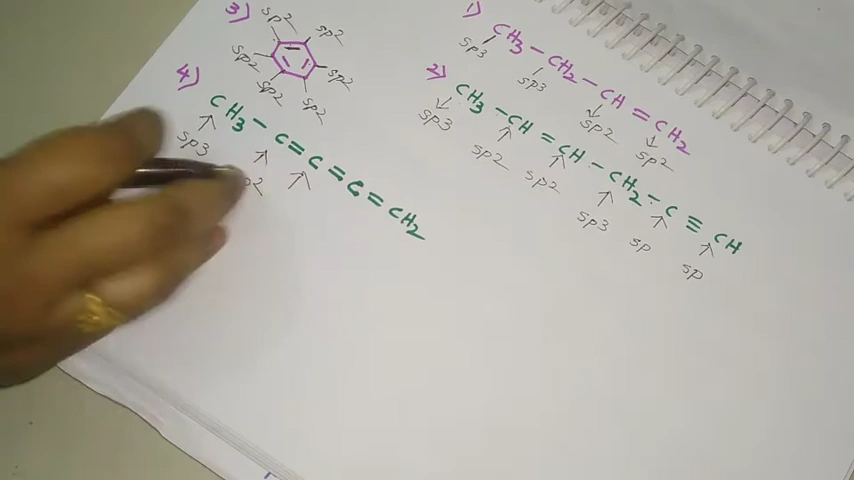 1) CH3 - CH2 - CH = CH2
sp3 sp3 sp2 sp2
2) CH3 - CH = CH - CH2 - C ≡ CH
sp3 sp2 sp2 sp3 sp sp
3) sp2 sp2 sp2 sp2 sp2 sp2
4) CH3 - C = C = C = CH2
sp3 p2